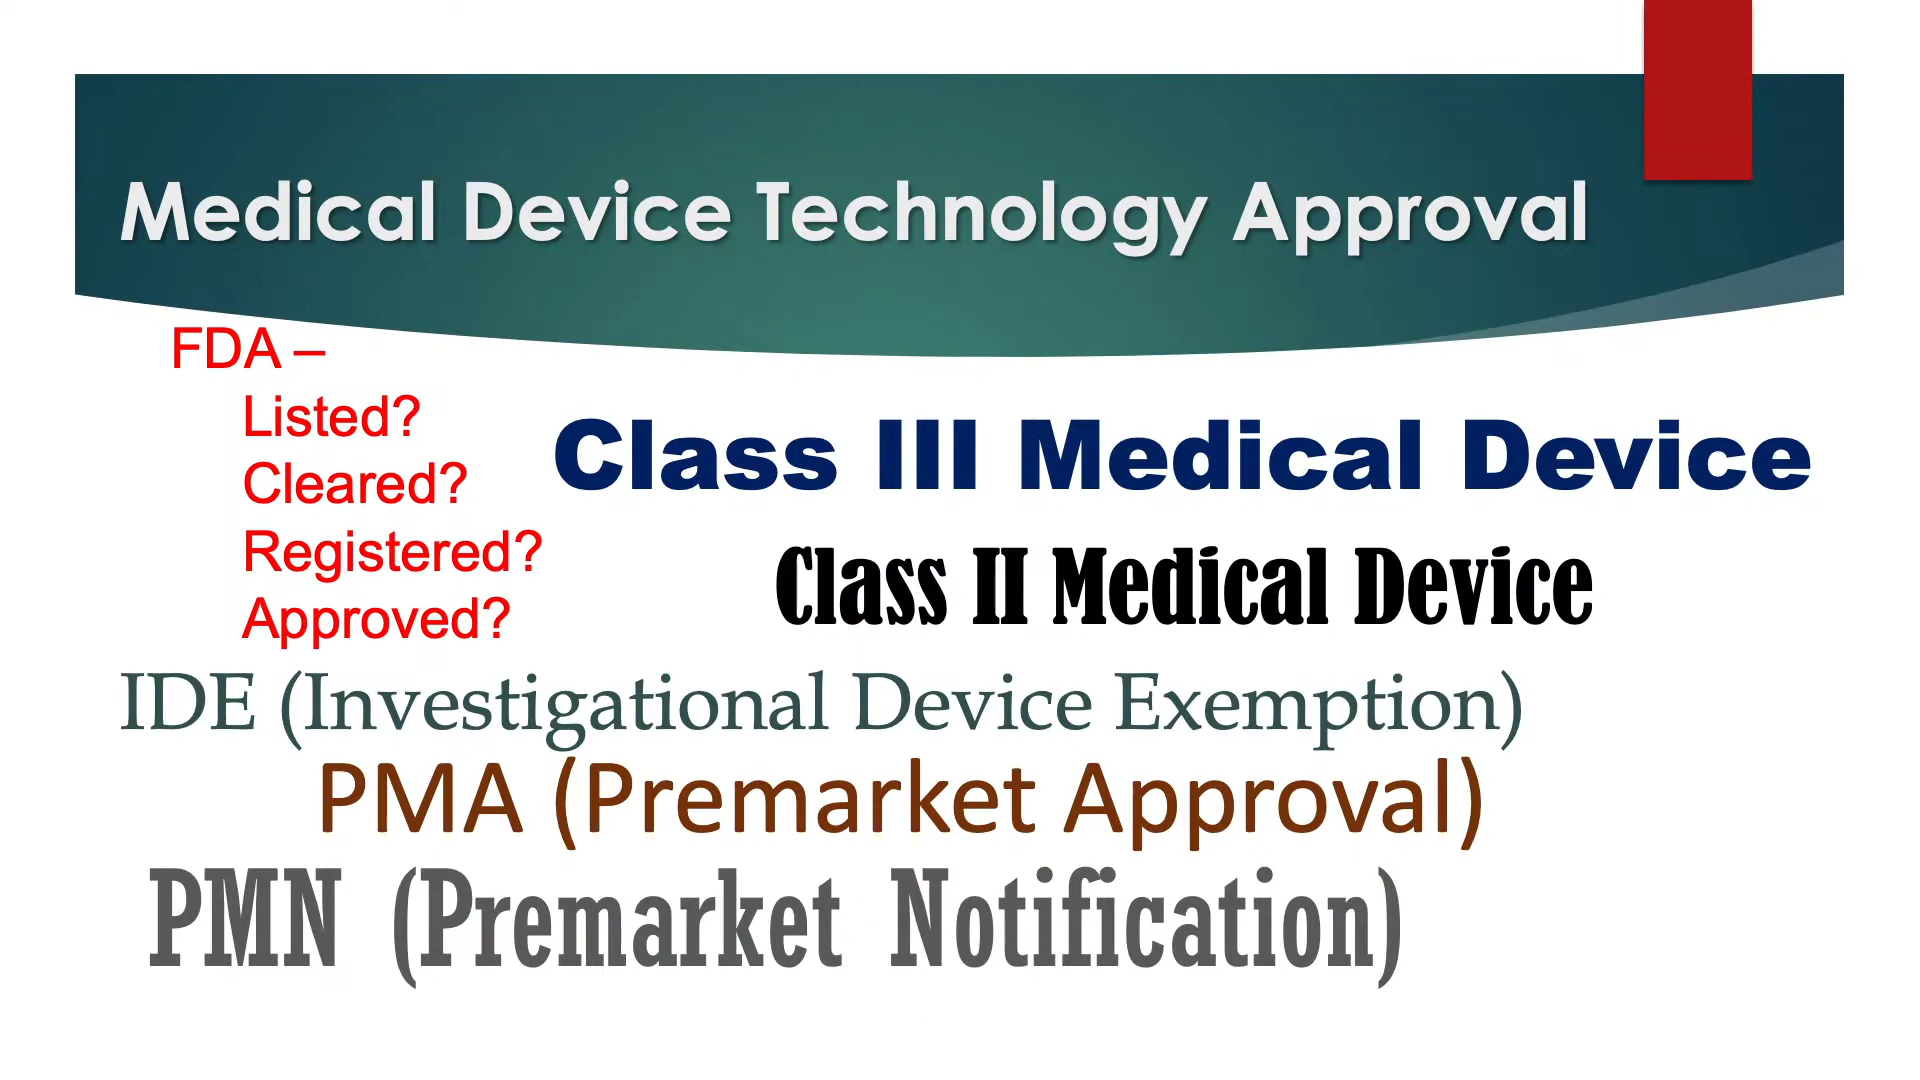 Medical Device Technology Approval
FDA –
Listed?
Cleared?
Registered?
Approved?
Class III Medical Device
Class II Medical Device
IDE (Investigational Device Exemption)
PMA (Premarket Approval)
PMN (Premarket Notification)